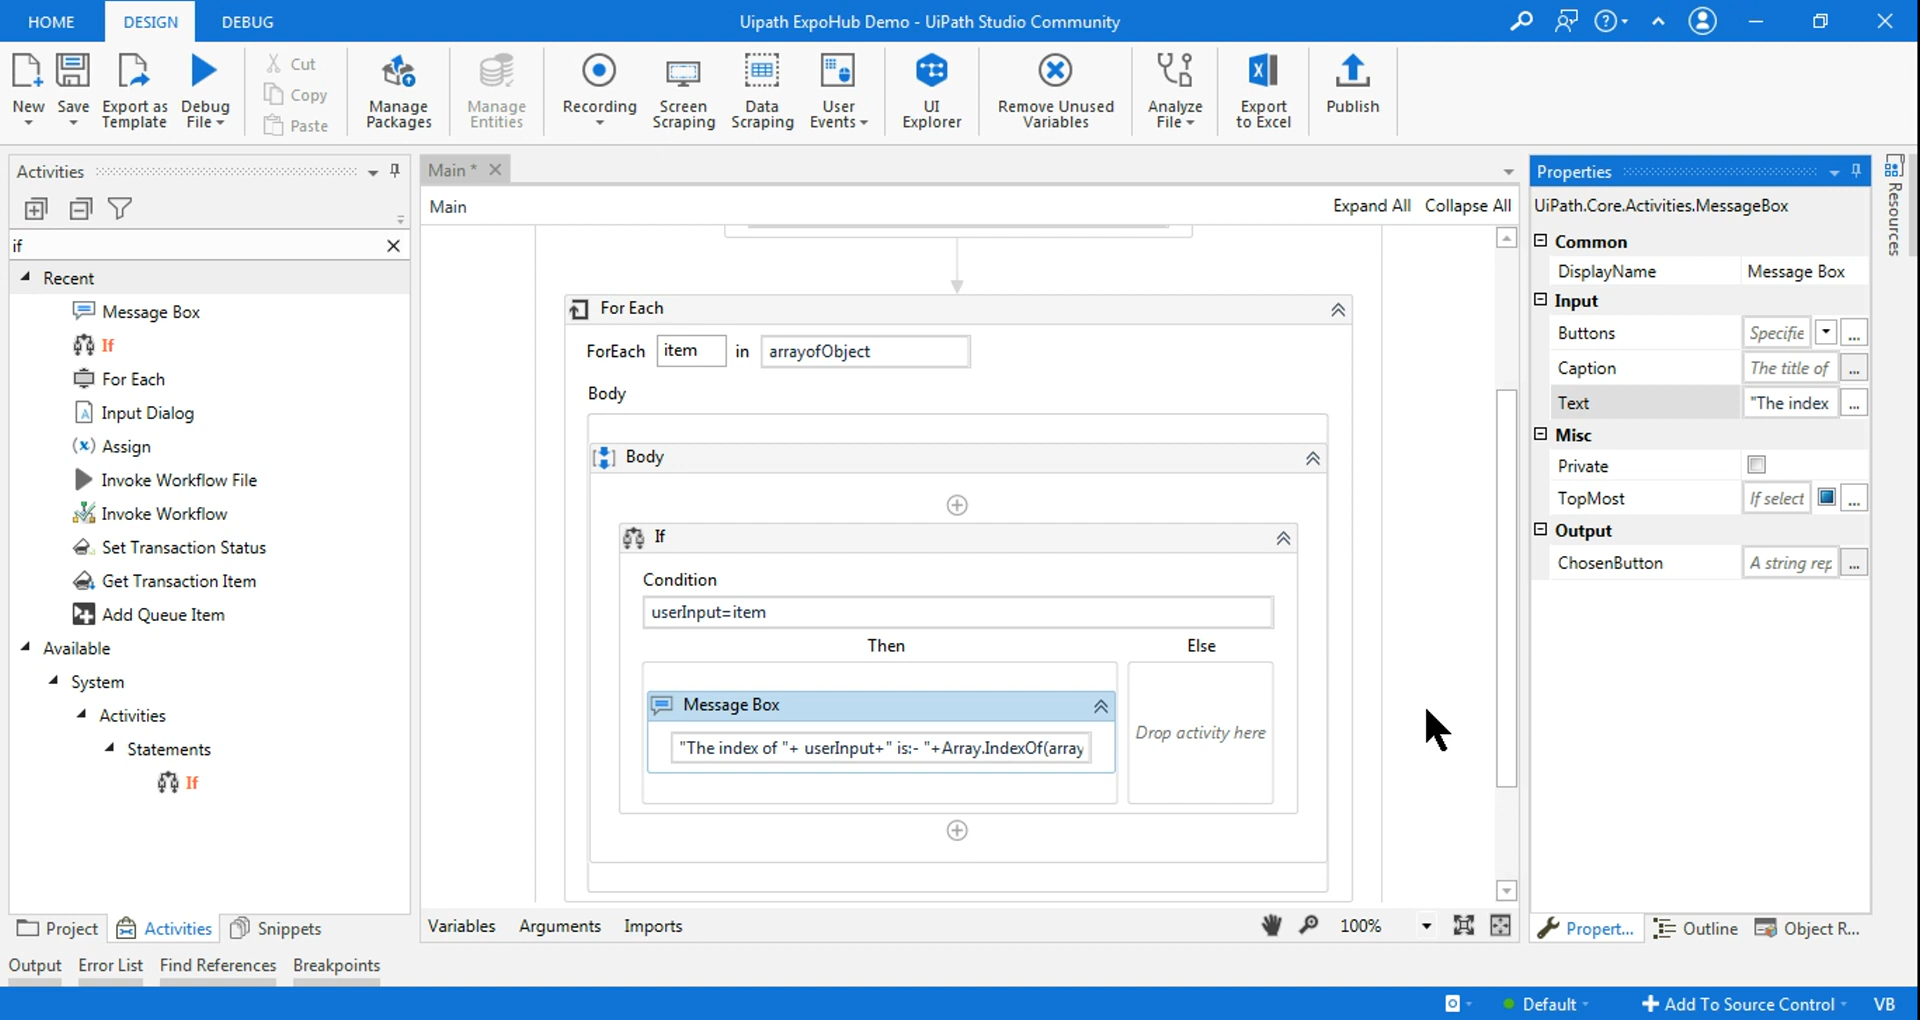 HOME DESIGN DEBUG Uipath ExpoHub Demo - UiPath Studio Community
New Save Export as Template Debug File
Cut
Copy
Paste
Manage Packages
Manage Entities
Recording Screen Scraping Data Scraping User Events
UI Explorer
Remove Unused Variables
Analyze File
Export to Excel
Publish
Activities
if
Recent
Message Box
If
For Each
Input Dialog
Assign
Invoke Workflow File
Invoke Workflow
Set Transaction Status
Get Transaction Item
Add Queue Item
Available
System
Activities
Statements
If
Project Activities Snippets
Main *
Main Expand All Collapse All
For Each
ForEach item in arrayofObject
Body
Body
If
Condition
userInput=item
Then Else
Message Box
"The index of "+ userInput+" is:- "+Array.IndexOf(array
Drop activity here
Variables Arguments Imports 100%
Properties
UiPath.Core.Activities.MessageBox
Common
DisplayName Message Box
Input
Buttons Specifie ...
Caption The title of ...
Text "The index ...
Misc
Private
TopMost If select ...
Output
ChosenButton A string rep ...
Propert... Outline Object R...
Resources
Output Error List Find References Breakpoints
Default Add To Source Control VB